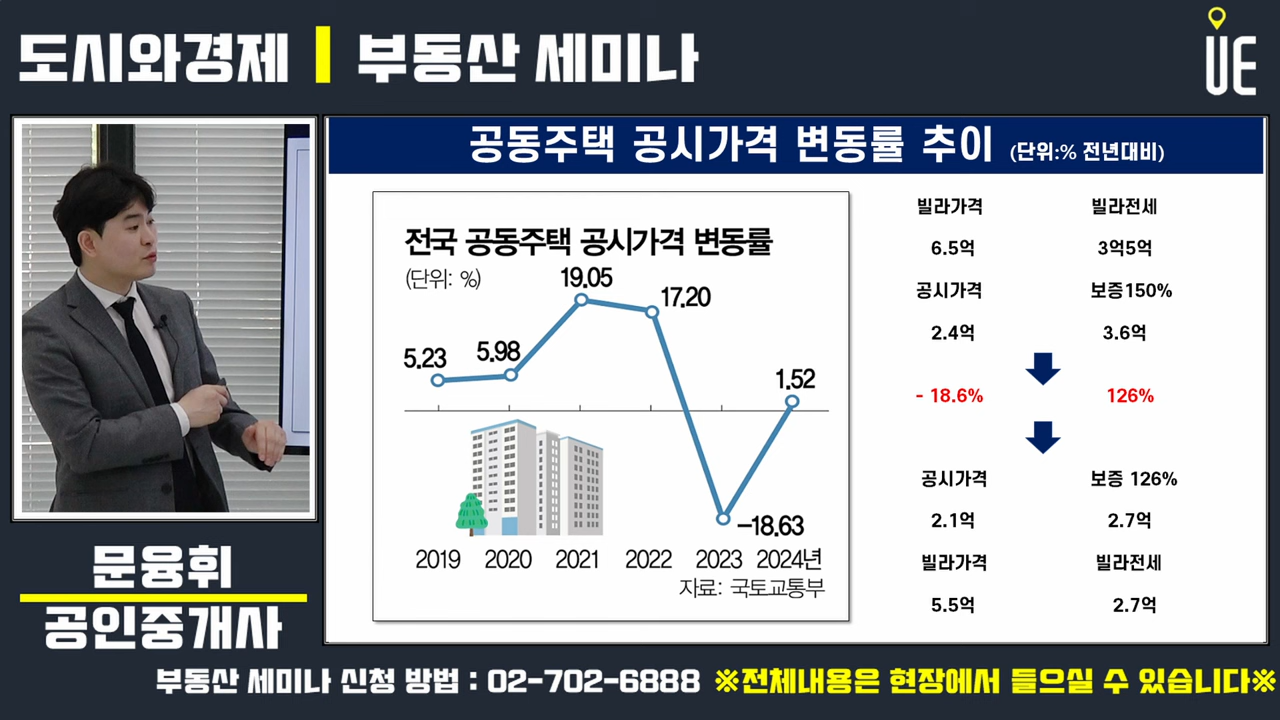 도시와경제 | 부동산 세미나
UE
공동주택 공시가격 변동률 추이 (단위:% 전년대비)
전국 공동주택 공시가격 변동률
(단위: %)
5.23
5.98
19.05
17.20
-18.63
1.52
2019 2020 2021 2022 2023 2024년
자료: 국토교통부
빌라가격 빌라전세
6.5억 3억5억
공시가격 보증150%
2.4억 3.6억
- 18.6% 126%
공시가격 보증 126%
2.1억 2.7억
빌라가격 빌라전세
5.5억 2.7억
문융휘
공인중개사
부동산 세미나 신청 방법 : 02-702-6888 ※전체내용은 현장에서 들으실 수 있습니다※